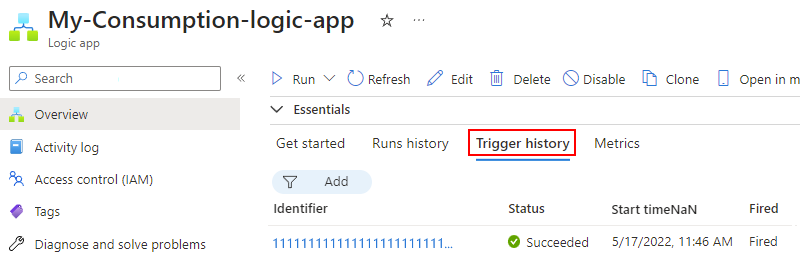 My-Consumption-logic-app
Logic app
Search
Run Refresh Edit Delete Disable Clone Open in m
Overview
Essentials
Activity log
Get started Runs history Trigger history Metrics
Access control (IAM)
Add
Tags
Identifier Status Start timeNaN Fired
Diagnose and solve problems
11111111111111111111111111... Succeeded 5/17/2022, 11:46 AM Fired